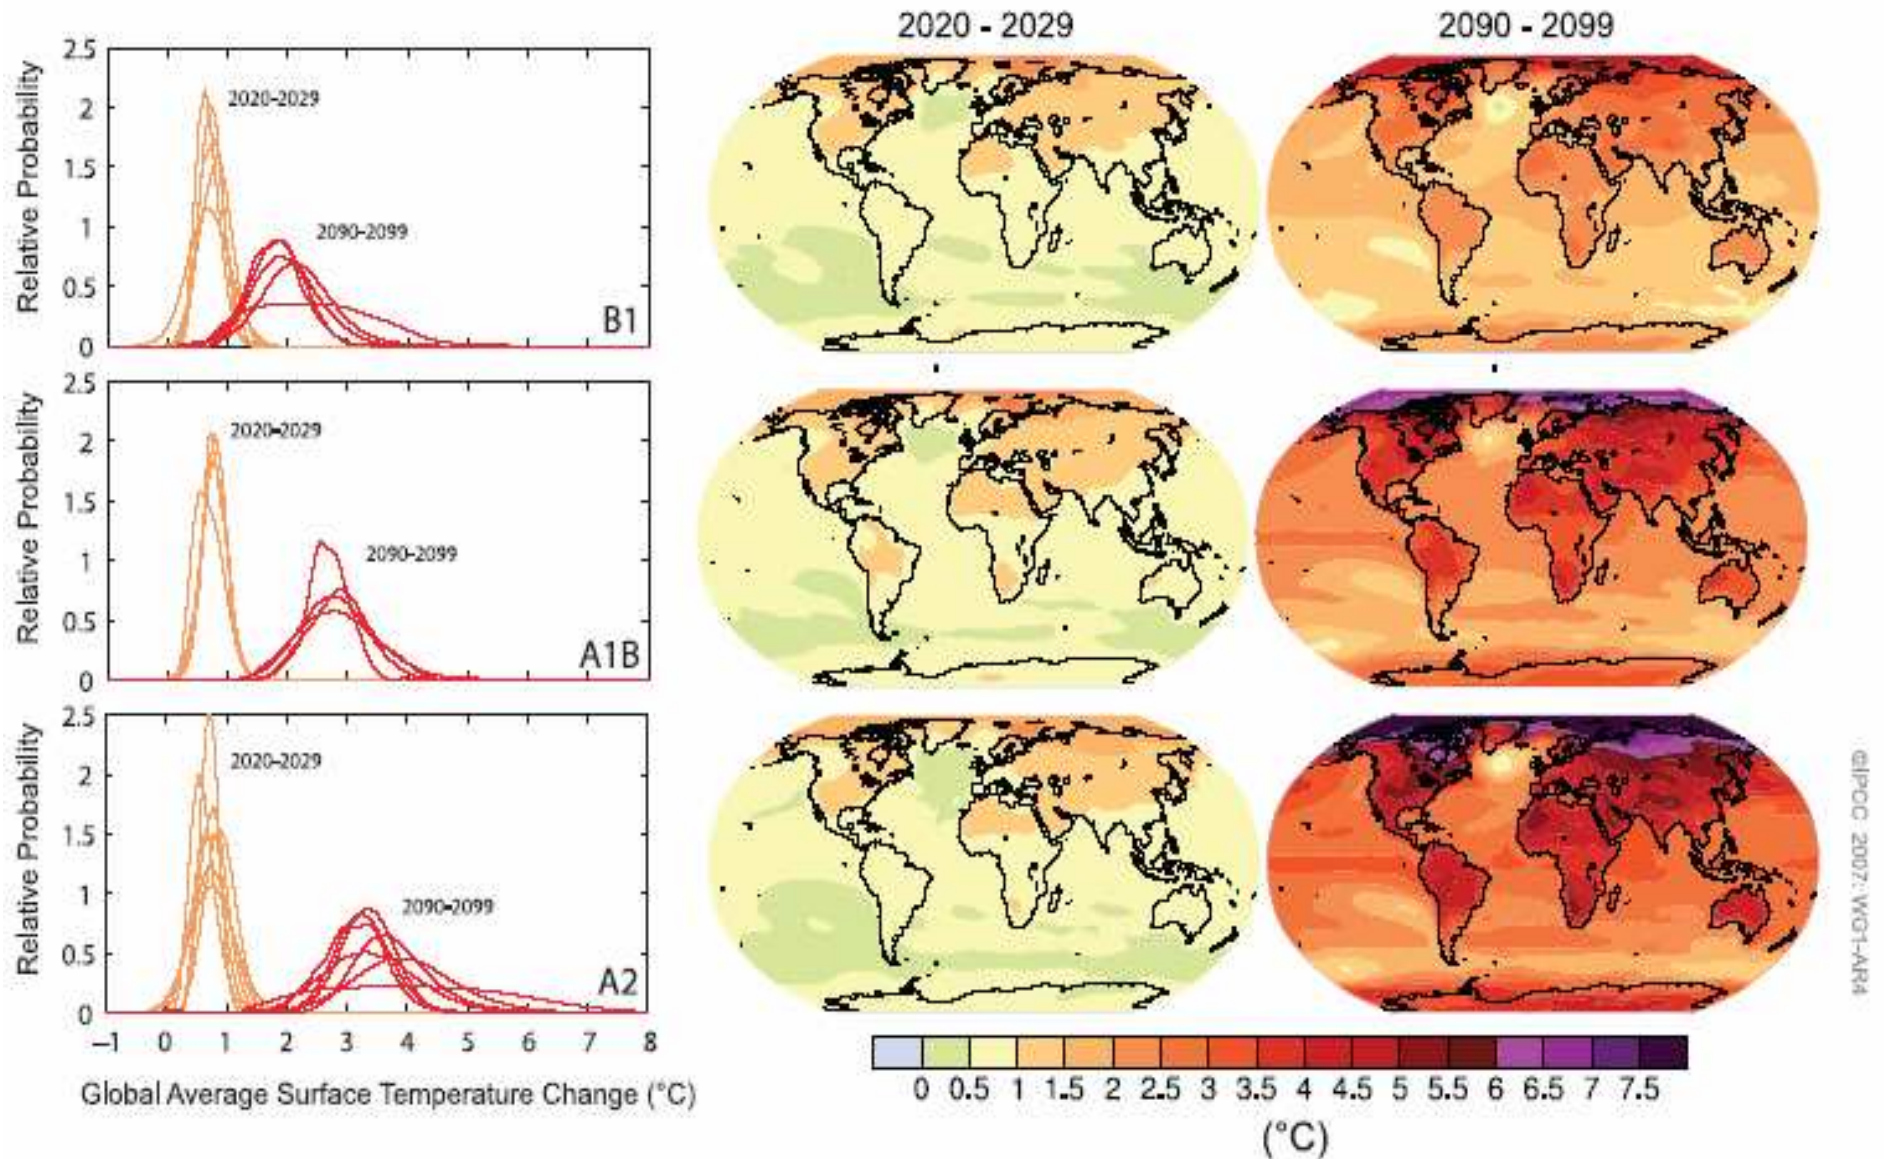 2020 - 2029
2090 - 2099
Relative Probability
2.5
2
1.5
1
0.5
0
2020-2029
2090-2099
B1
Relative Probability
2.5
2
1.5
1
0.5
0
2020-2029
2090-2099
A1B
Relative Probability
2.5
2
1.5
1
0.5
0
2020-2029
2090-2099
A2
–1 0 1 2 3 4 5 6 7 8
Global Average Surface Temperature Change (°C)
0 0.5 1 1.5 2 2.5 3 3.5 4 4.5 5 5.5 6 6.5 7 7.5
(°C)
©IPCC 2007: WG1-AR4